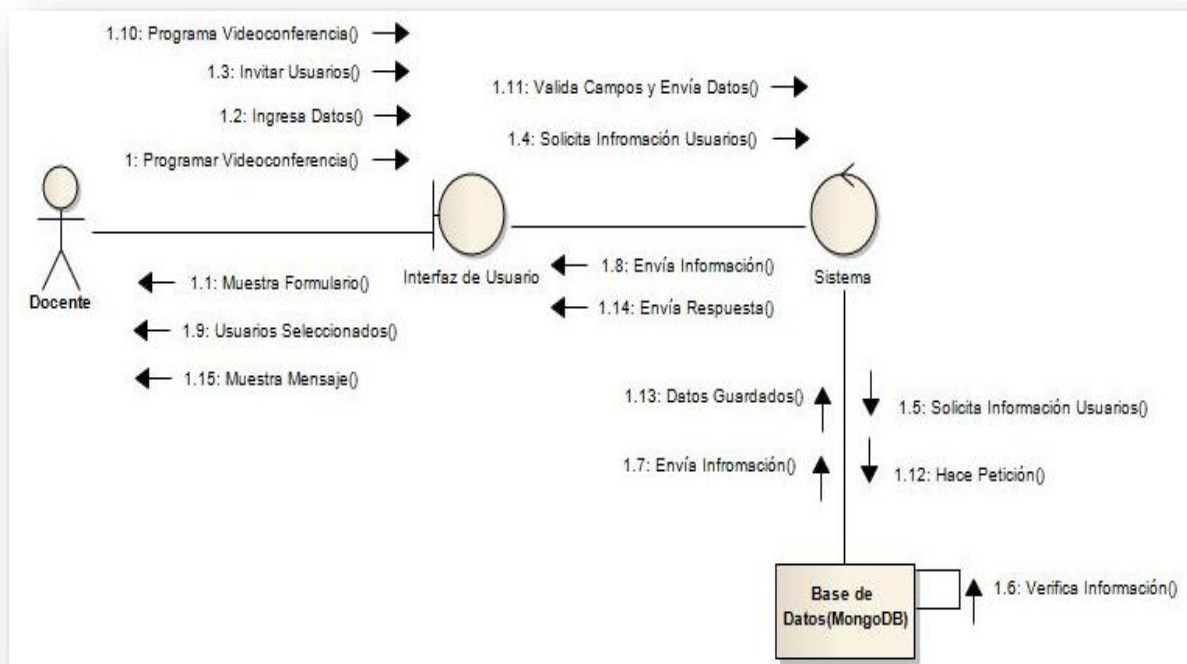 1.10: Programa Videoconferencia()
1.3: Invitar Usuarios()
1.2: Ingresa Datos()
1: Programar Videoconferencia()
1.11: Valida Campos y Envía Datos()
1.4: Solicita Infromación Usuarios()
Docente
Interfaz de Usuario
Sistema
1.1: Muestra Formulario()
1.9: Usuarios Seleccionados()
1.15: Muestra Mensaje()
1.8: Envía Información()
1.14: Envía Respuesta()
1.13: Datos Guardados()
1.7: Envía Infromación()
1.5: Solicita Información Usuarios()
1.12: Hace Petición()
Base de
Datos(MongoDB)
1.6: Verifica Información()